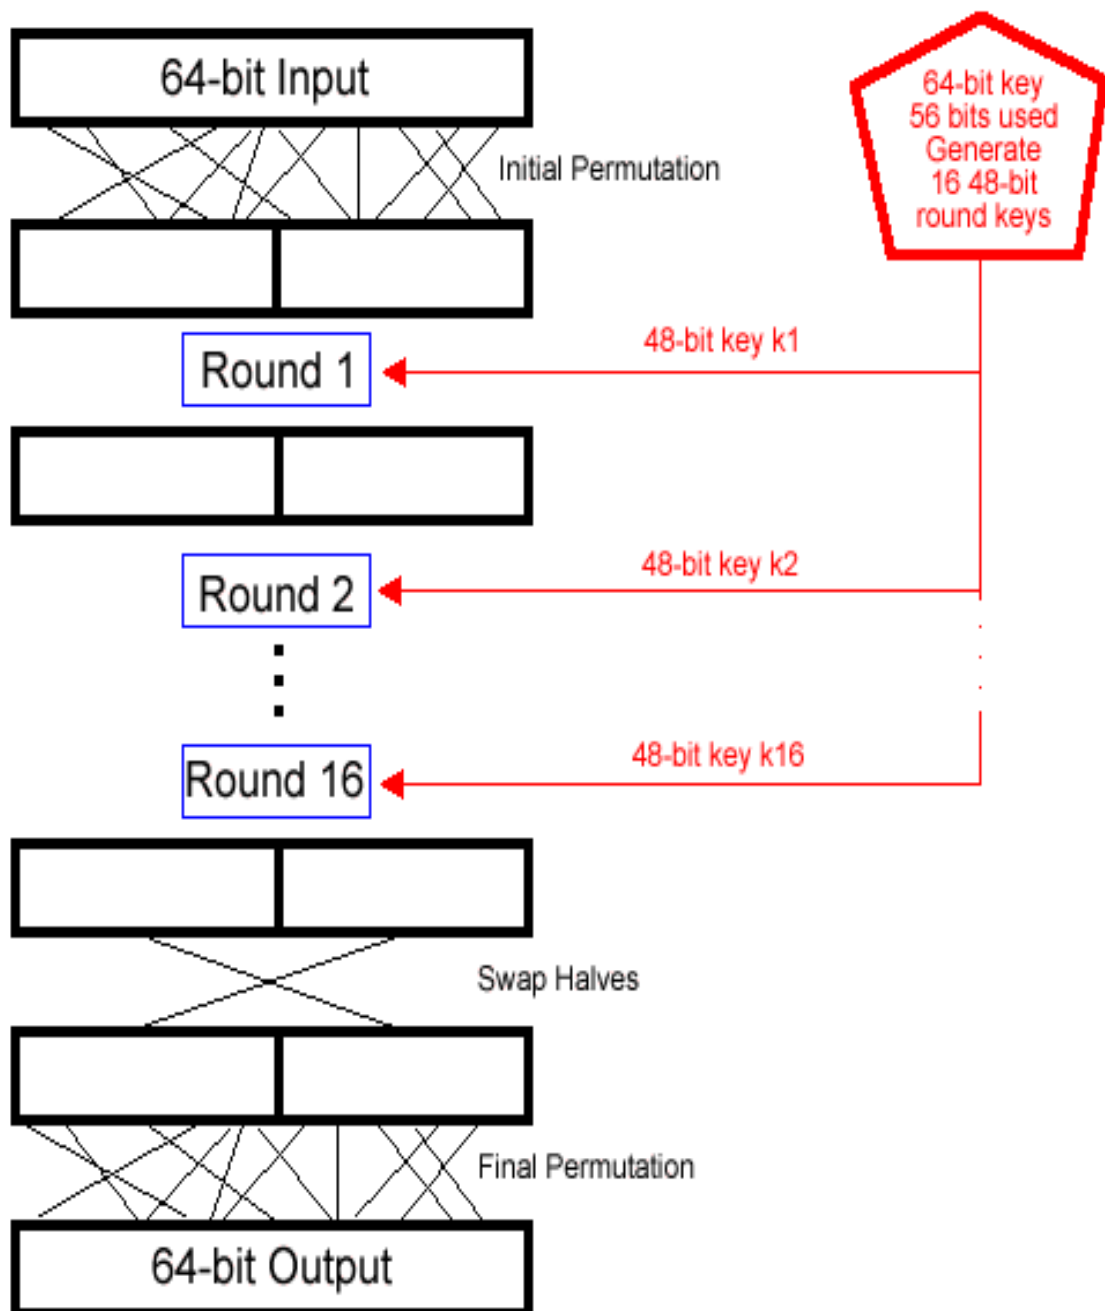 64-bit Input
64-bit key
56 bits used
Generate
16 48-bit
round keys
Initial Permutation
48-bit key k1
Round 1
48-bit key k2
Round 2
48-bit key k16
Round 16
Swap Halves
Final Permutation
64-bit Output